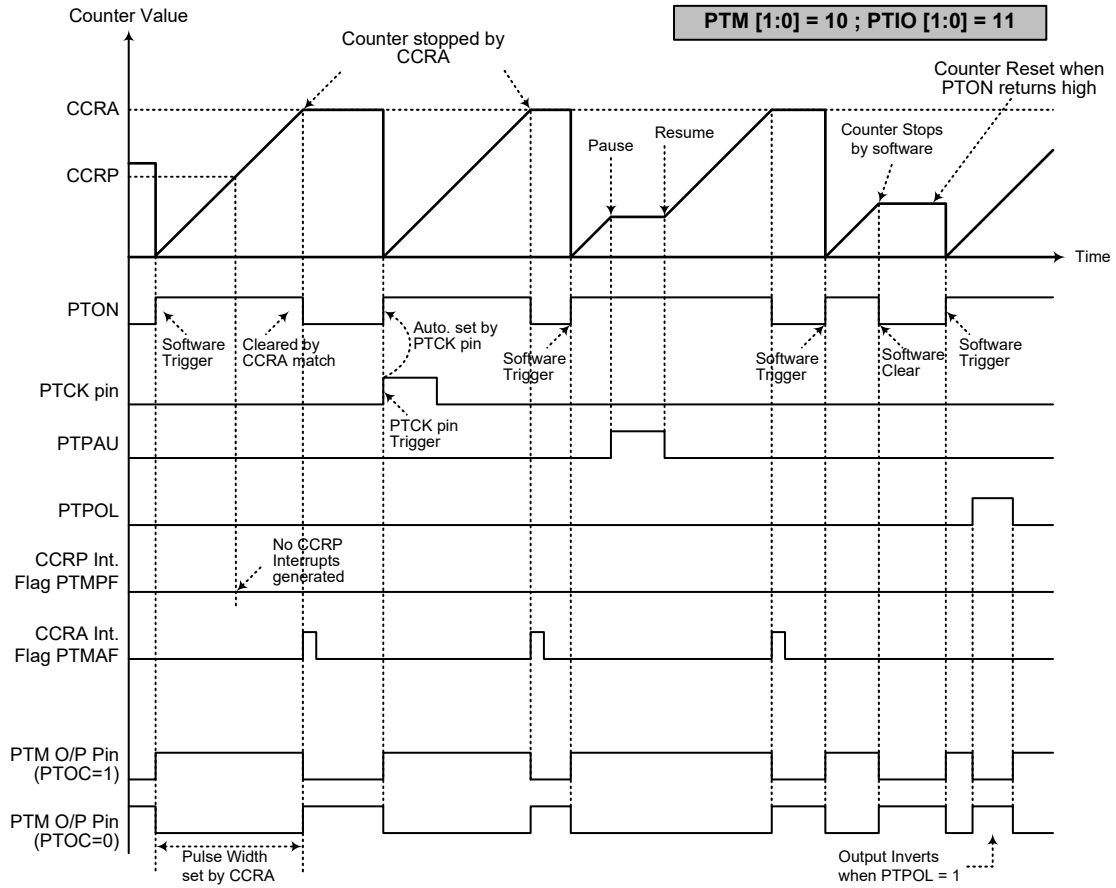 Counter Value
PTM [1:0] = 10 ; PTIO [1:0] = 11
Counter stopped by
CCRA
Counter Reset when
PTON returns high
CCRA
Pause
Resume
Counter Stops
by software
CCRP
Time
PTON
Software
Trigger
Cleared by
CCRA match
Auto. set by
PTCK pin
Software
Trigger
Software
Trigger
Software
Clear
Software
Trigger
PTCK pin
PTCK pin
Trigger
PTPAU
PTPOL
No CCRP
Interrupts
generated
CCRP Int.
Flag PTMPF
CCRA Int.
Flag PTMAF
PTM O/P Pin
(PTOC=1)
PTM O/P Pin
(PTOC=0)
Pulse Width
set by CCRA
Output Inverts
when PTPOL = 1